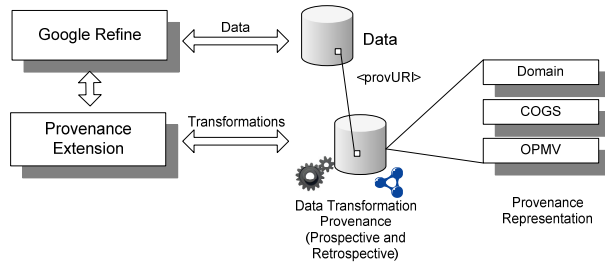 Google Refine
Data
Data
<provURI>
Domain
COGS
OPMV
Provenance
Extension
Transformations
Data Transformation
Provenance
(Prospective and
Retrospective)
Provenance
Representation